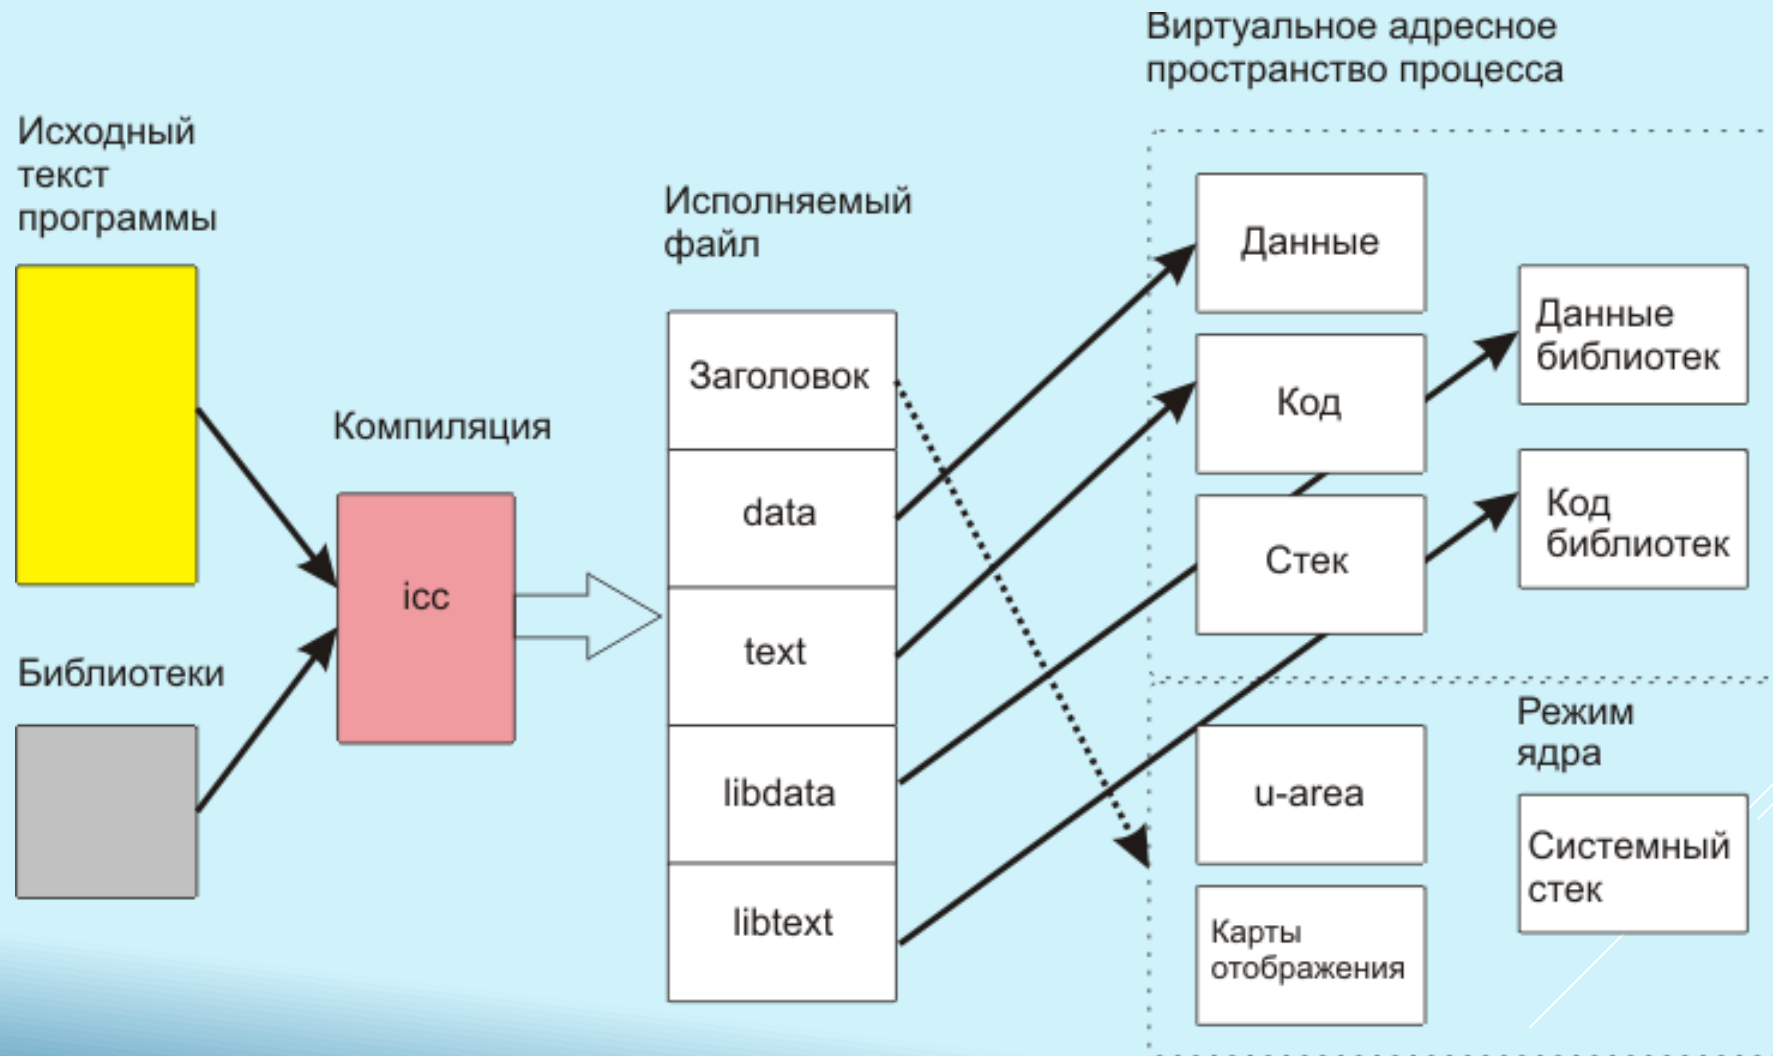 Виртуальное адресное
пространство процесса
Исходный
текст
программы
Исполняемый
файл
Данные
Данные
библиотек
Заголовок
Код
Компиляция
data
Код
библиотек
Стек
icc
text
Библиотеки
Режим
ядра
libdata
u-area
Системный
стек
libtext
Карты
отображения